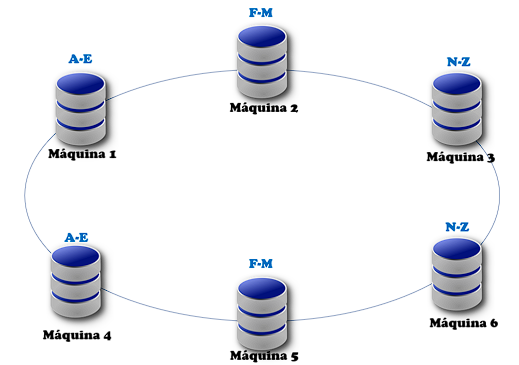 F-M
A-E
N-Z
Máquina 2
Máquina 1
Máquina 3
A-E
F-M
N-Z
Máquina 4
Máquina 5
Máquina 6